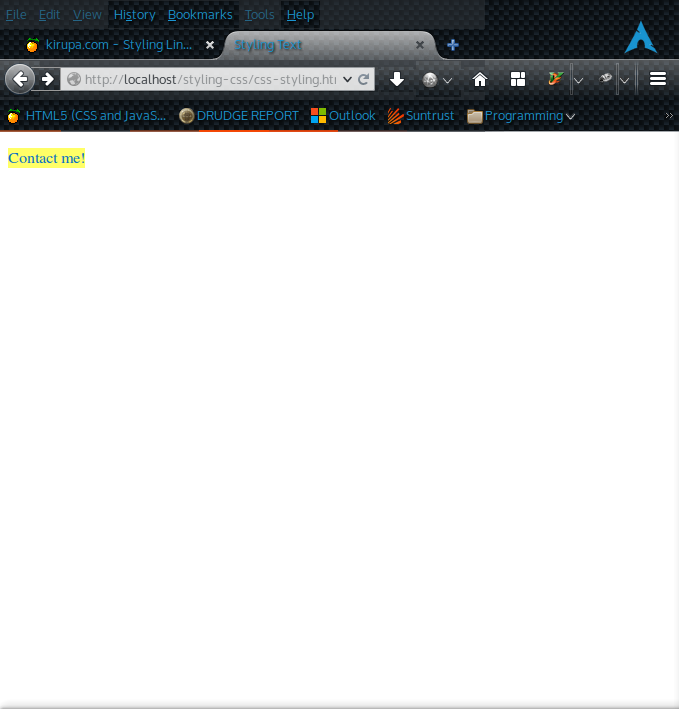 File Edit View History Bookmarks Tools Help
kirupa.com - Styling Lin... Styling Text
http://localhost/styling-css/css-styling.htm
HTML5 (CSS and JavaS... DRUDGE REPORT Outlook Suntrust Programming
Contact me!